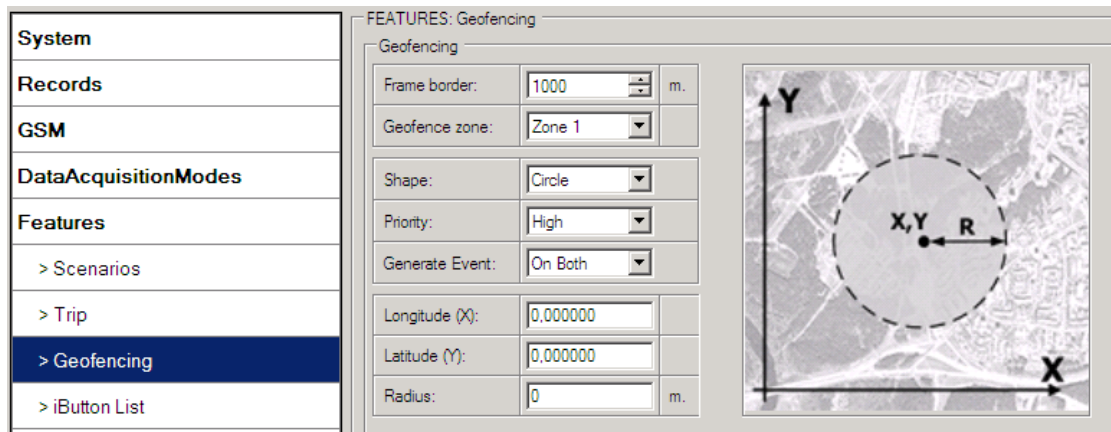 System
Records
GSM
DataAcquisitionModes
Features
> Scenarios
> Trip
> Geofencing
> iButton List
FEATURES: Geofencing
Geofencing
Frame border: 1000 m.
Geofence zone: Zone 1
Shape: Circle
Priority: High
Generate Event: On Both
Longitude (X): 0,000000
Latitude (Y): 0,000000
Radius: 0 m.
Y
X,Y R
X